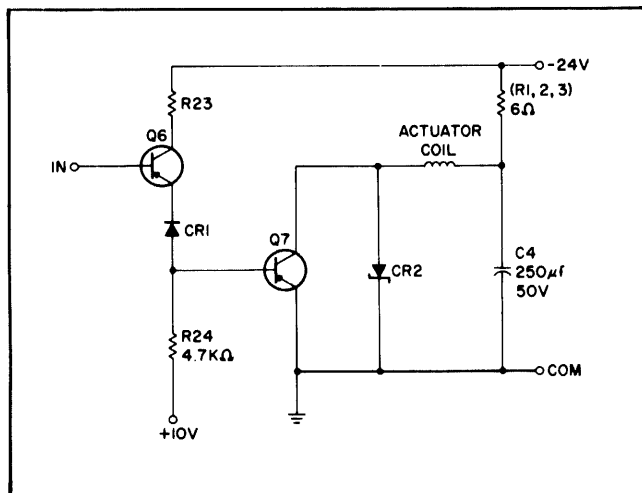 -24V
(R1, 2, 3)
6Ω
R23
ACTUATOR
COIL
Q6
IN
CR1
Q7
CR2
C4
250μf
50V
R24
4.7KΩ
COM
+10V